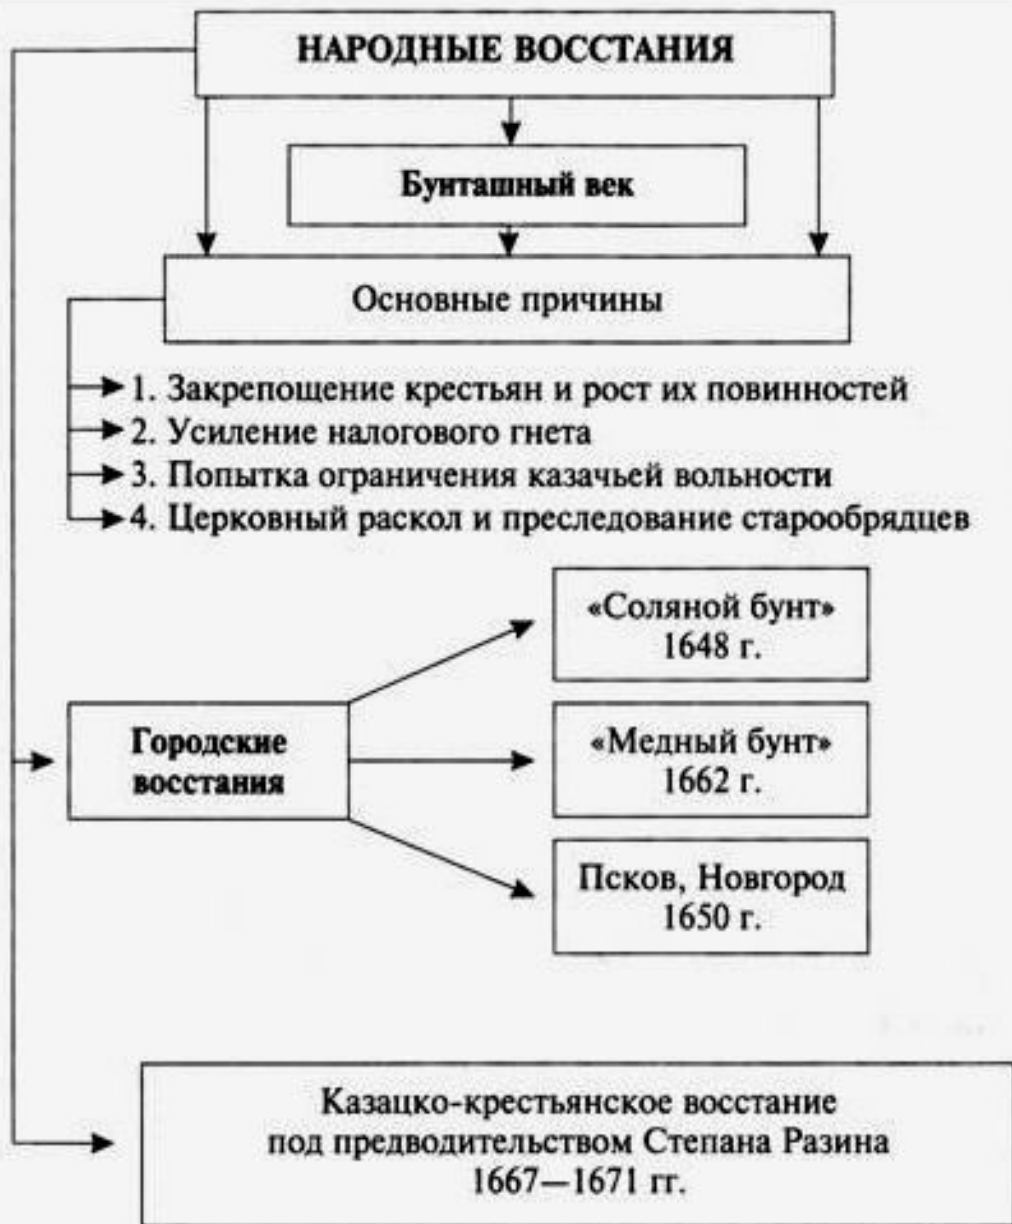 НАРОДНЫЕ ВОССТАНИЯ
Бунташный век
Основные причины
1. Закрепощение крестьян и рост их повинностей
2. Усиление налогового гнета
3. Попытка ограничения казачьей вольности
4. Церковный раскол и преследование старообрядцев
«Соляной бунт»
1648 г.
Городские
восстания
«Медный бунт»
1662 г.
Псков, Новгород
1650 г.
Казацко-крестьянское восстание
под предводительством Степана Разина
1667—1671 гг.